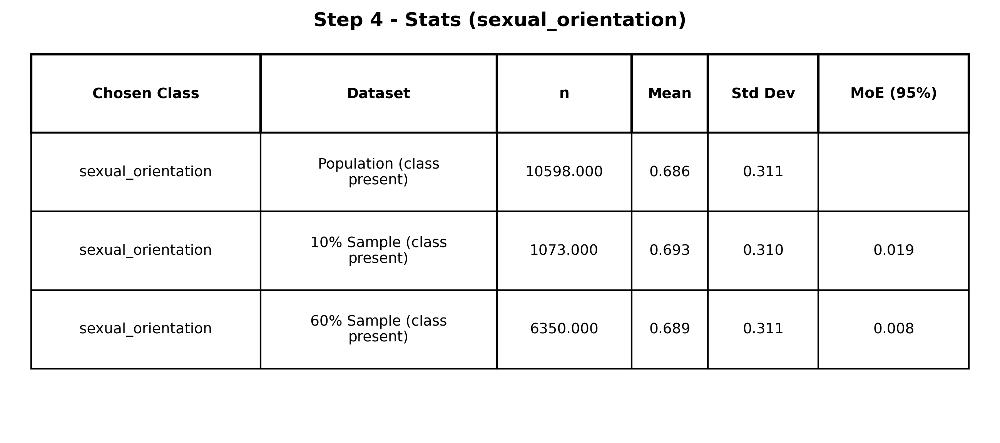 Step 4 - Stats (sexual_orientation)
Chosen Class Dataset n Mean Std Dev MoE (95%)
sexual_orientation Population (class
present) 10598.000 0.686 0.311
sexual_orientation 10% Sample (class
present) 1073.000 0.693 0.310 0.019
sexual_orientation 60% Sample (class
present) 6350.000 0.689 0.311 0.008